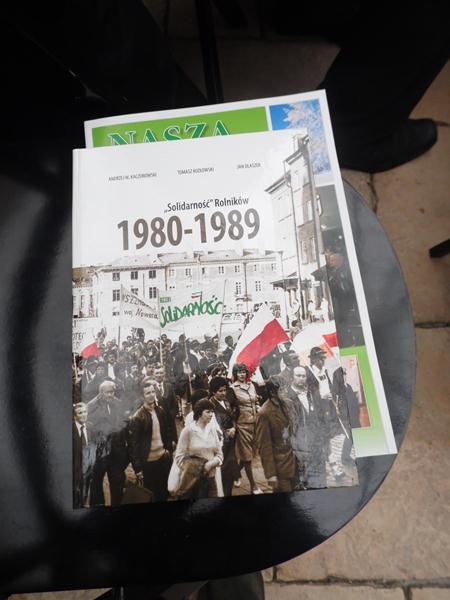 NASZA
ANDRZEJ W. KACZOROWSKI
TOMASZ KOZŁOWSKI
JAN OLASZEK
„Solidarność” Rolników
1980-1989
SOLIDARNOŚĆ